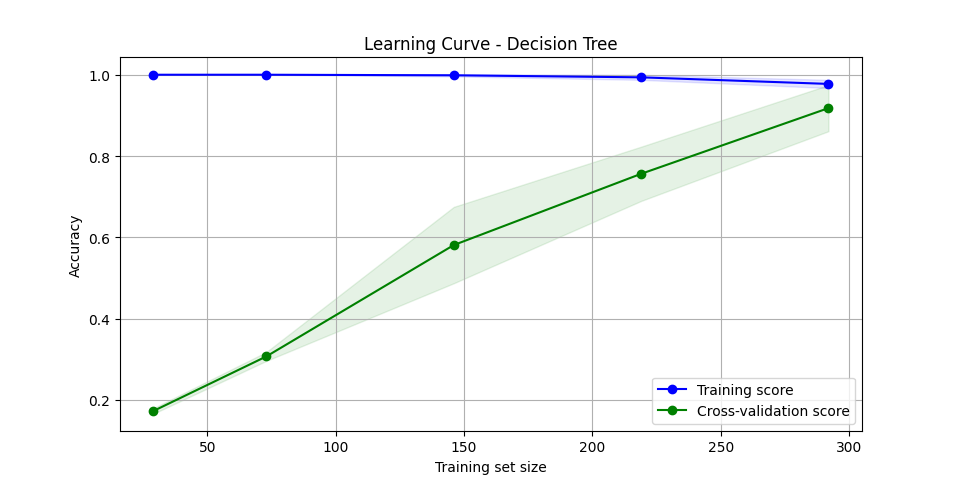 Learning Curve - Decision Tree
1.0
0.8
0.6
0.4
0.2
Accuracy
50
100
150
200
250
300
Training set size
Training score
Cross-validation score